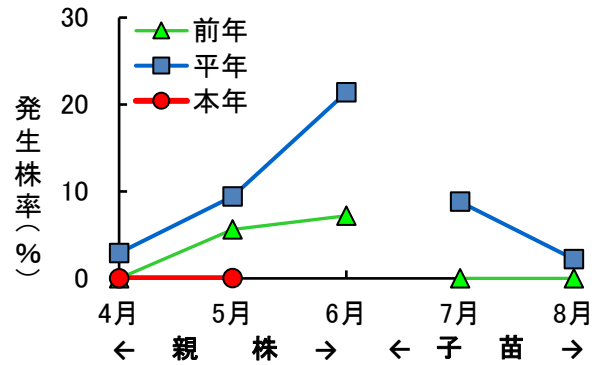 30
20
10
0
発生株率(%)
前年
平年
本年
4月 5月 6月 7月 8月
← 親 株 → ← 子 苗 →